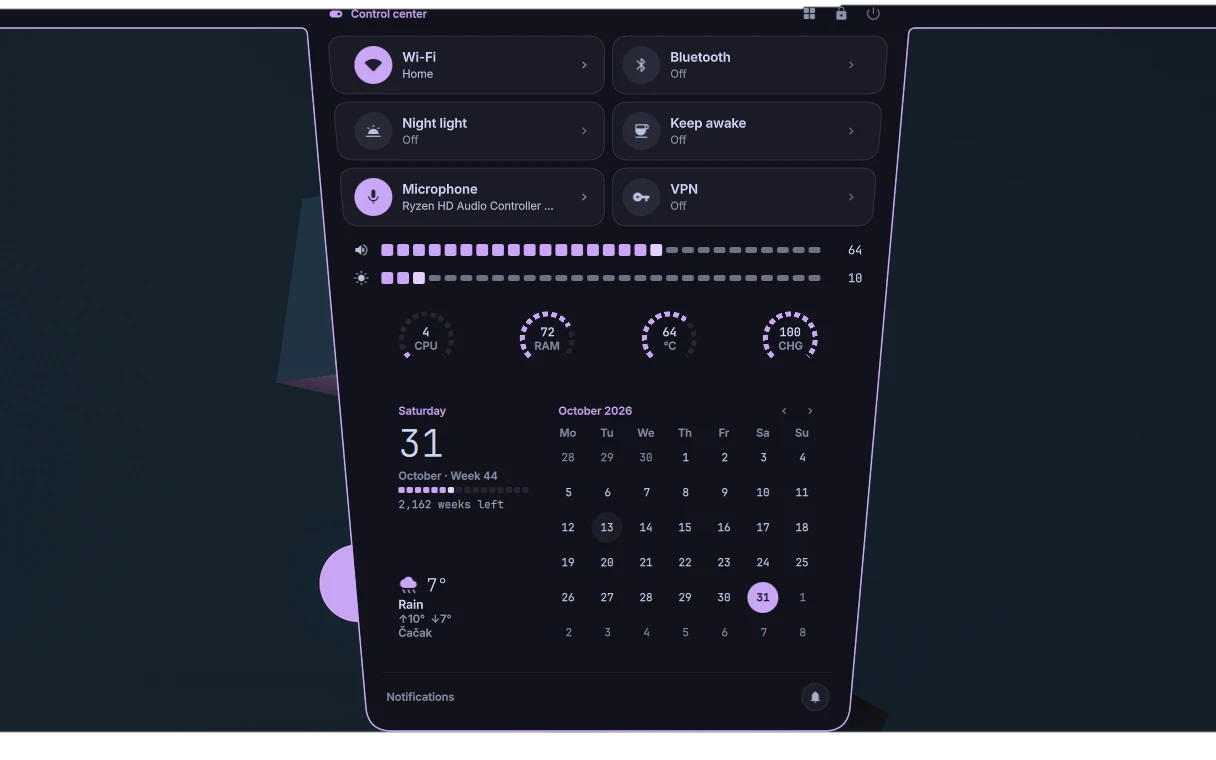 Control center
Wi-Fi
Home
Bluetooth
Off
Night light
Off
Keep awake
Off
Microphone
Ryzen HD Audio Controller ...
VPN
Off
64
10
4
CPU
72
RAM
64
°C
100
CHG
Saturday
31
October · Week 44
2,162 weeks left
7°
Rain
↑10° ↓7°
Čačak
October 2026
Mo Tu We Th Fr Sa Su
28 29 30 1 2 3 4
5 6 7 8 9 10 11
12 13 14 15 16 17 18
19 20 21 22 23 24 25
26 27 28 29 30 31 1
2 3 4 5 6 7 8
Notifications